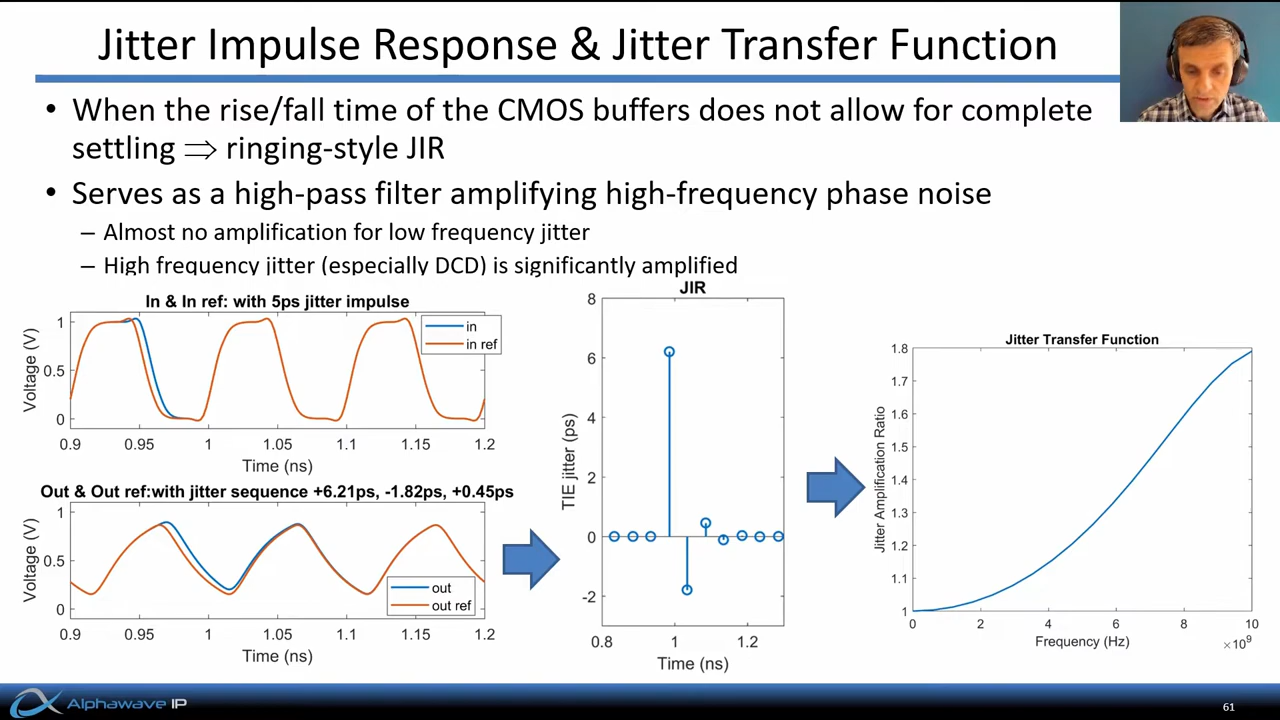 Jitter Impulse Response & Jitter Transfer Function
• When the rise/fall time of the CMOS buffers does not allow for complete
settling ⇒ ringing-style JIR
• Serves as a high-pass filter amplifying high-frequency phase noise
– Almost no amplification for low frequency jitter
– High frequency jitter (especially DCD) is significantly amplified
In & In ref: with 5ps jitter impulse
Voltage (V)
1
0.5
0
in
in ref
0.9 0.95 1 1.05 1.1 1.15 1.2
Time (ns)
Out & Out ref:with jitter sequence +6.21ps, -1.82ps, +0.45ps
Voltage (V)
1
0.5
0
out
out ref
0.9 0.95 1 1.05 1.1 1.15 1.2
Time (ns)
JIR
TIE jitter (ps)
8
6
4
2
0
-2
0.8 1 1.2
Time (ns)
Jitter Transfer Function
Jitter Amplification Ratio
1.8
1.7
1.6
1.5
1.4
1.3
1.2
1.1
1
0 2 4 6 8 10
Frequency (Hz)
×10⁹
Alphawave IP
61